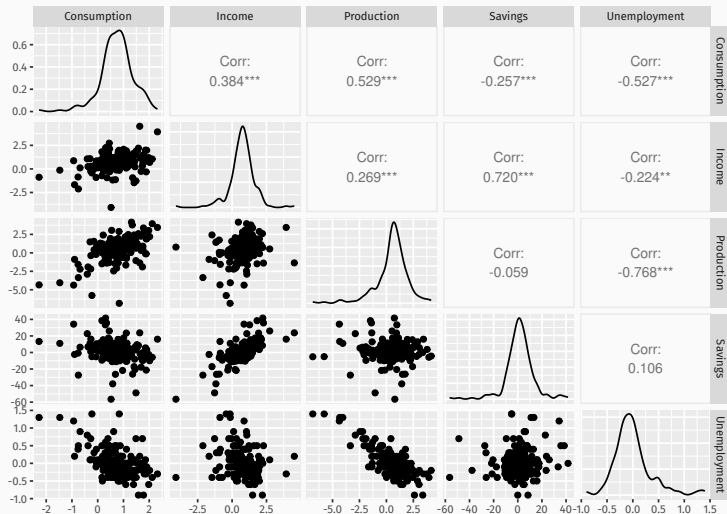 Consumption Income Production Savings Unemployment
0.6
0.4
0.2
0.0
Corr:
0.384***
Corr:
0.529***
Corr:
-0.257***
Corr:
-0.527***
Consumption
2.5
0.0
-2.5
Corr:
0.269***
Corr:
0.720***
Corr:
-0.224**
Income
2.5
0.0
-2.5
-5.0
Corr:
-0.059
Corr:
-0.768***
Production
40
20
0
-20
-40
-60
Corr:
0.106
Savings
1.5
1.0
0.5
0.0
-0.5
-1.0
Unemployment
-2 -1 0 1 2 -2.5 0.0 2.5 -5.0 -2.5 0.0 2.5 -60 -40 -20 0 20 40 -1.0 -0.5 0.0 0.5 1.0 1.5